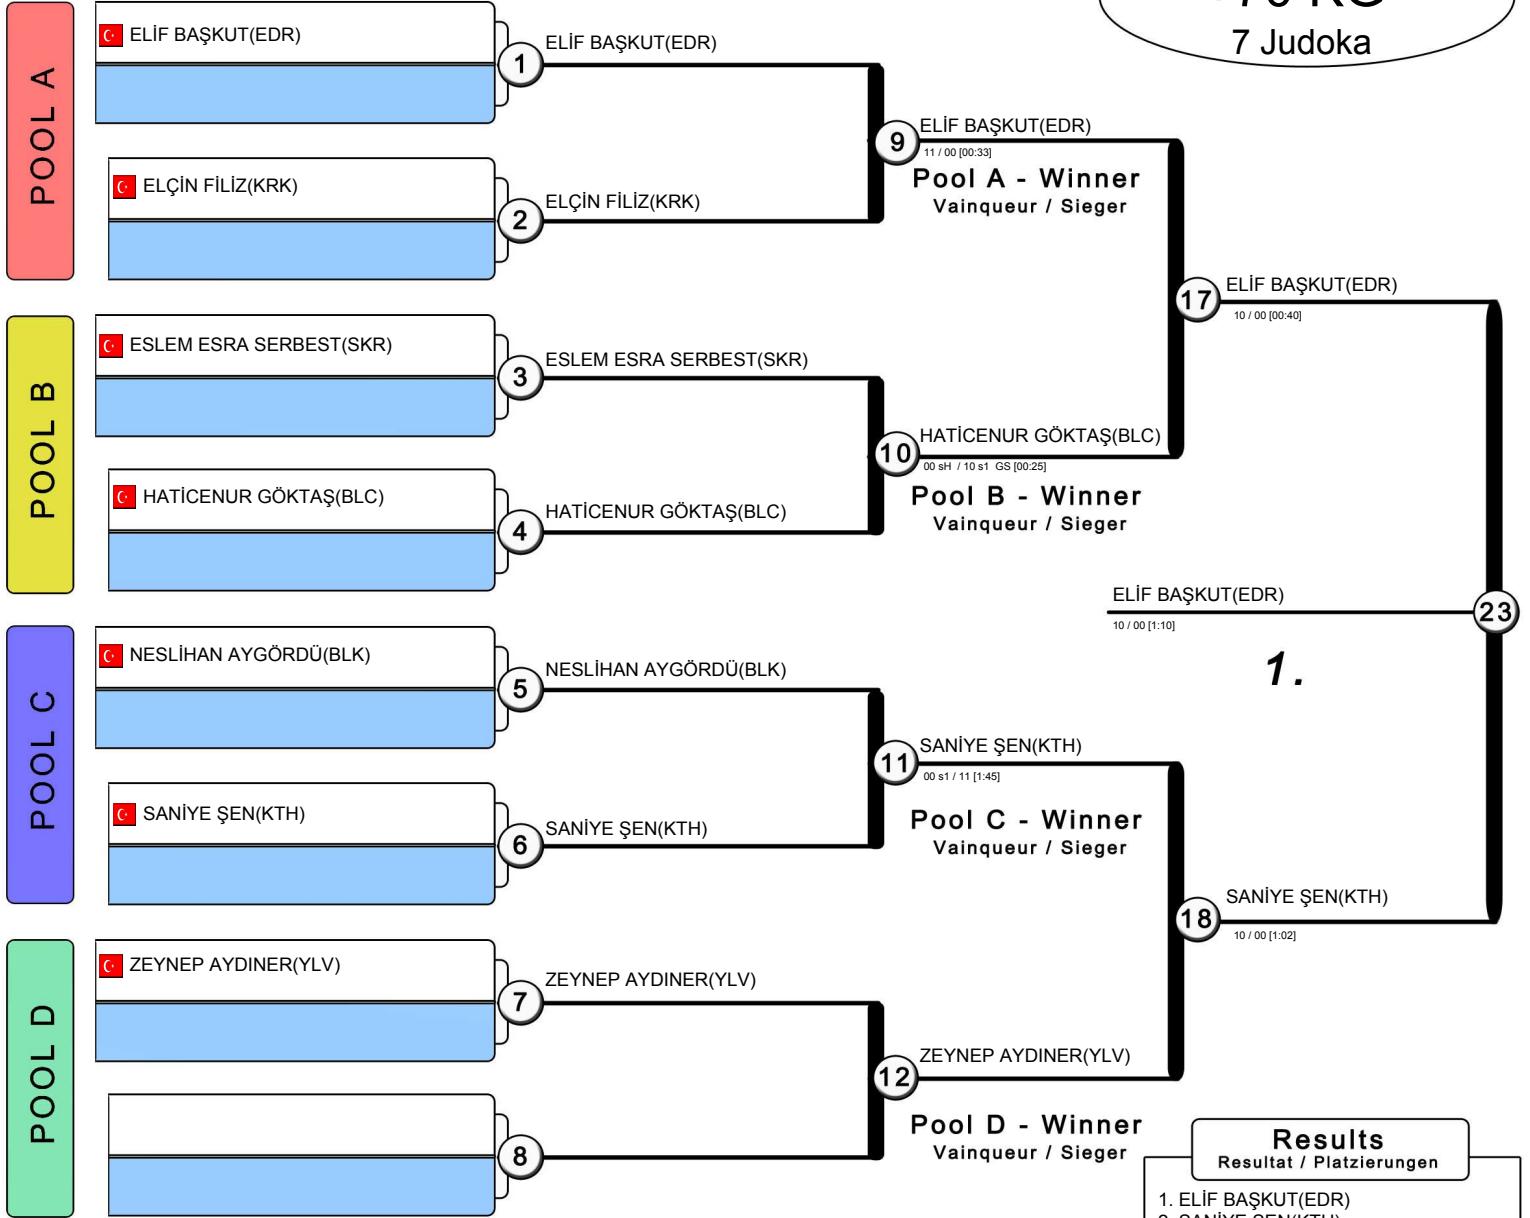 7 Judoka
POOL A
ELİF BAŞKUT(EDR)
1
ELİF BAŞKUT(EDR)
ELÇİN FİLİZ(KRK)
2
ELÇİN FİLİZ(KRK)
9
ELİF BAŞKUT(EDR)
11 / 00 [00:33]
Pool A - Winner
Vainqueur / Sieger
POOL B
ESLEM ESRA SERBEST(SKR)
3
ESLEM ESRA SERBEST(SKR)
HATİCENUR GÖKTAŞ(BLC)
4
HATİCENUR GÖKTAŞ(BLC)
10
HATİCENUR GÖKTAŞ(BLC)
00 sH / 10 s1 GS [00:25]
Pool B - Winner
Vainqueur / Sieger
17
ELİF BAŞKUT(EDR)
10 / 00 [00:40]
POOL C
NESLİHAN AYGÖRDÜ(BLK)
5
NESLİHAN AYGÖRDÜ(BLK)
SANİYE ŞEN(KTH)
6
SANİYE ŞEN(KTH)
11
SANİYE ŞEN(KTH)
00 s1 / 11 [1:45]
Pool C - Winner
Vainqueur / Sieger
POOL D
ZEYNEP AYDINER(YLV)
7
ZEYNEP AYDINER(YLV)
8
12
ZEYNEP AYDINER(YLV)
Pool D - Winner
Vainqueur / Sieger
18
SANİYE ŞEN(KTH)
10 / 00 [1:02]
23
ELİF BAŞKUT(EDR)
10 / 00 [1:10]
1.
Results
Resultat / Platzierungen
1. ELİF BAŞKUT(EDR)
2. SANİYE ŞEN(KTH)